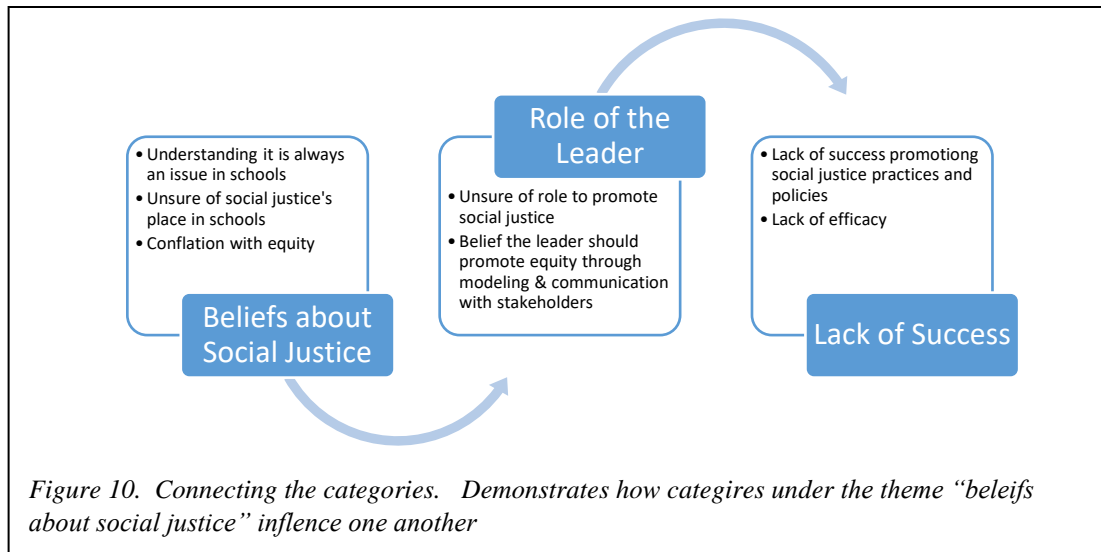 • Understanding it is always
an issue in schools
• Unsure of social justice's
place in schools
• Conflation with equity
Beliefs about
Social Justice
Role of the
Leader
• Unsure of role to promote
social justice
• Belief the leader should
promote equity through
modeling & communication
with stakeholders
• Lack of success promotiong
social justice practices and
policies
• Lack of efficacy
Lack of Success
Figure 10. Connecting the categories. Demonstrates how categires under the theme “beleifs
about social justice” inflence one another